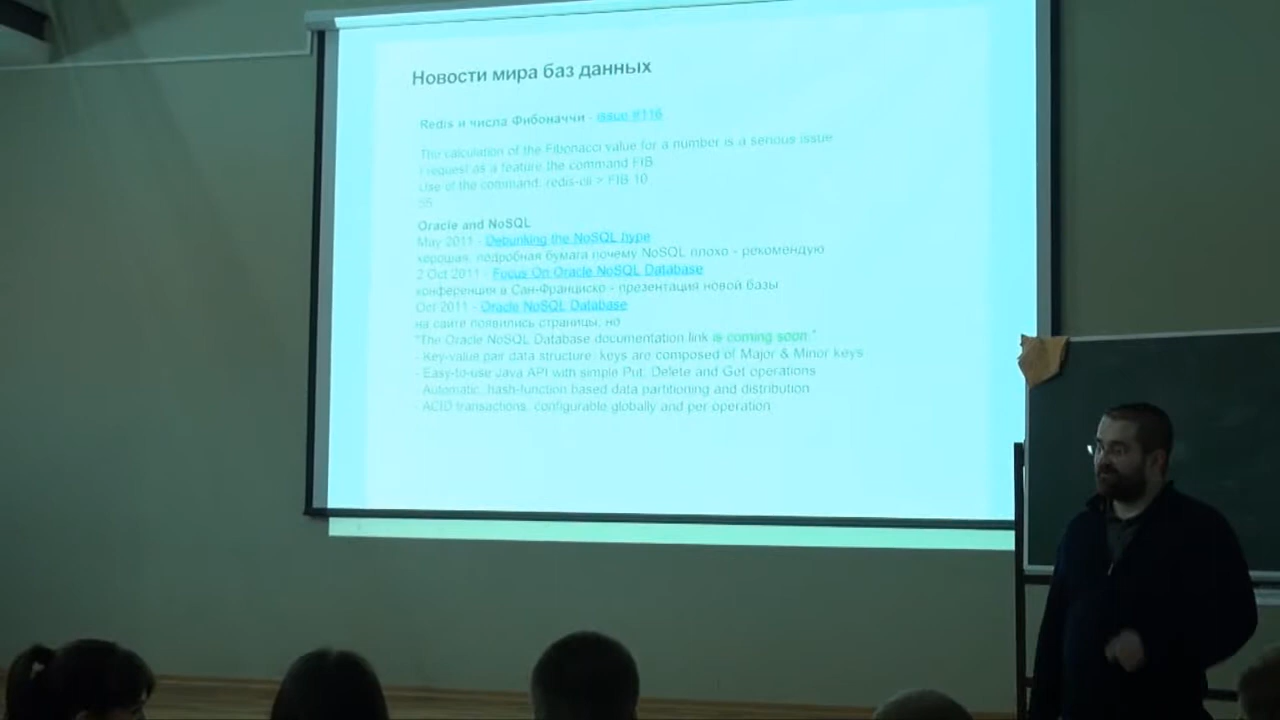 Новости мира баз данных
Redis и числа Фибоначчи - issue #116
The calculation of the Fibonacci value for a number is a serious issue
I request as a feature the command FIB.
Use of the command: redis-cli > FIB 10
55
Oracle and NoSQL
May 2011 - Debunking the NoSQL hype
хорошая, подробная бумага почему NoSQL плохо - рекомендую
2 Oct 2011 - Focus On Oracle NoSQL Database
конференция в Сан-Франциско - презентация новой базы
Oct 2011 - Oracle NoSQL Database
на сайте появились страницы, но
"The Oracle NoSQL Database documentation link is coming soon."
- Key-value pair data structure, keys are composed of Major & Minor keys
- Easy-to-use Java API with simple Put, Delete and Get operations
- Automatic, hash-function based data partitioning and distribution
- ACID transactions, configurable globally and per operation